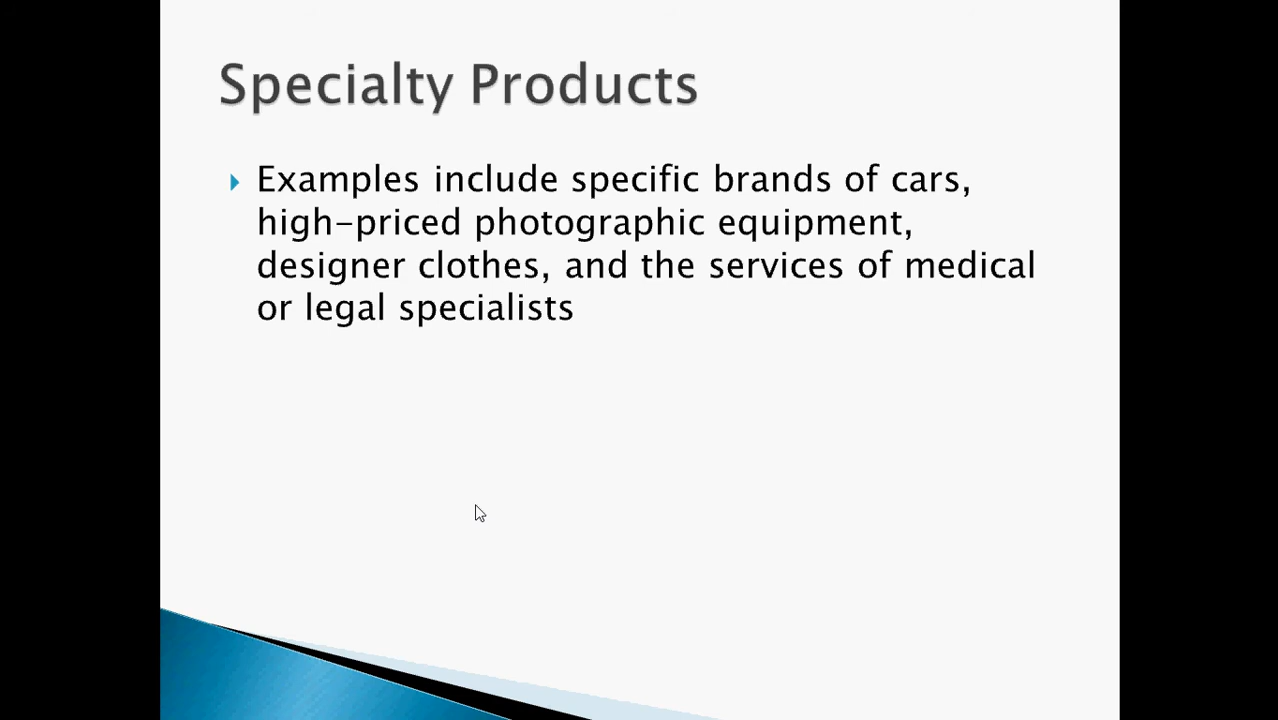 Specialty Products
Examples include specific brands of cars,
high-priced photographic equipment,
designer clothes, and the services of medical
or legal specialists